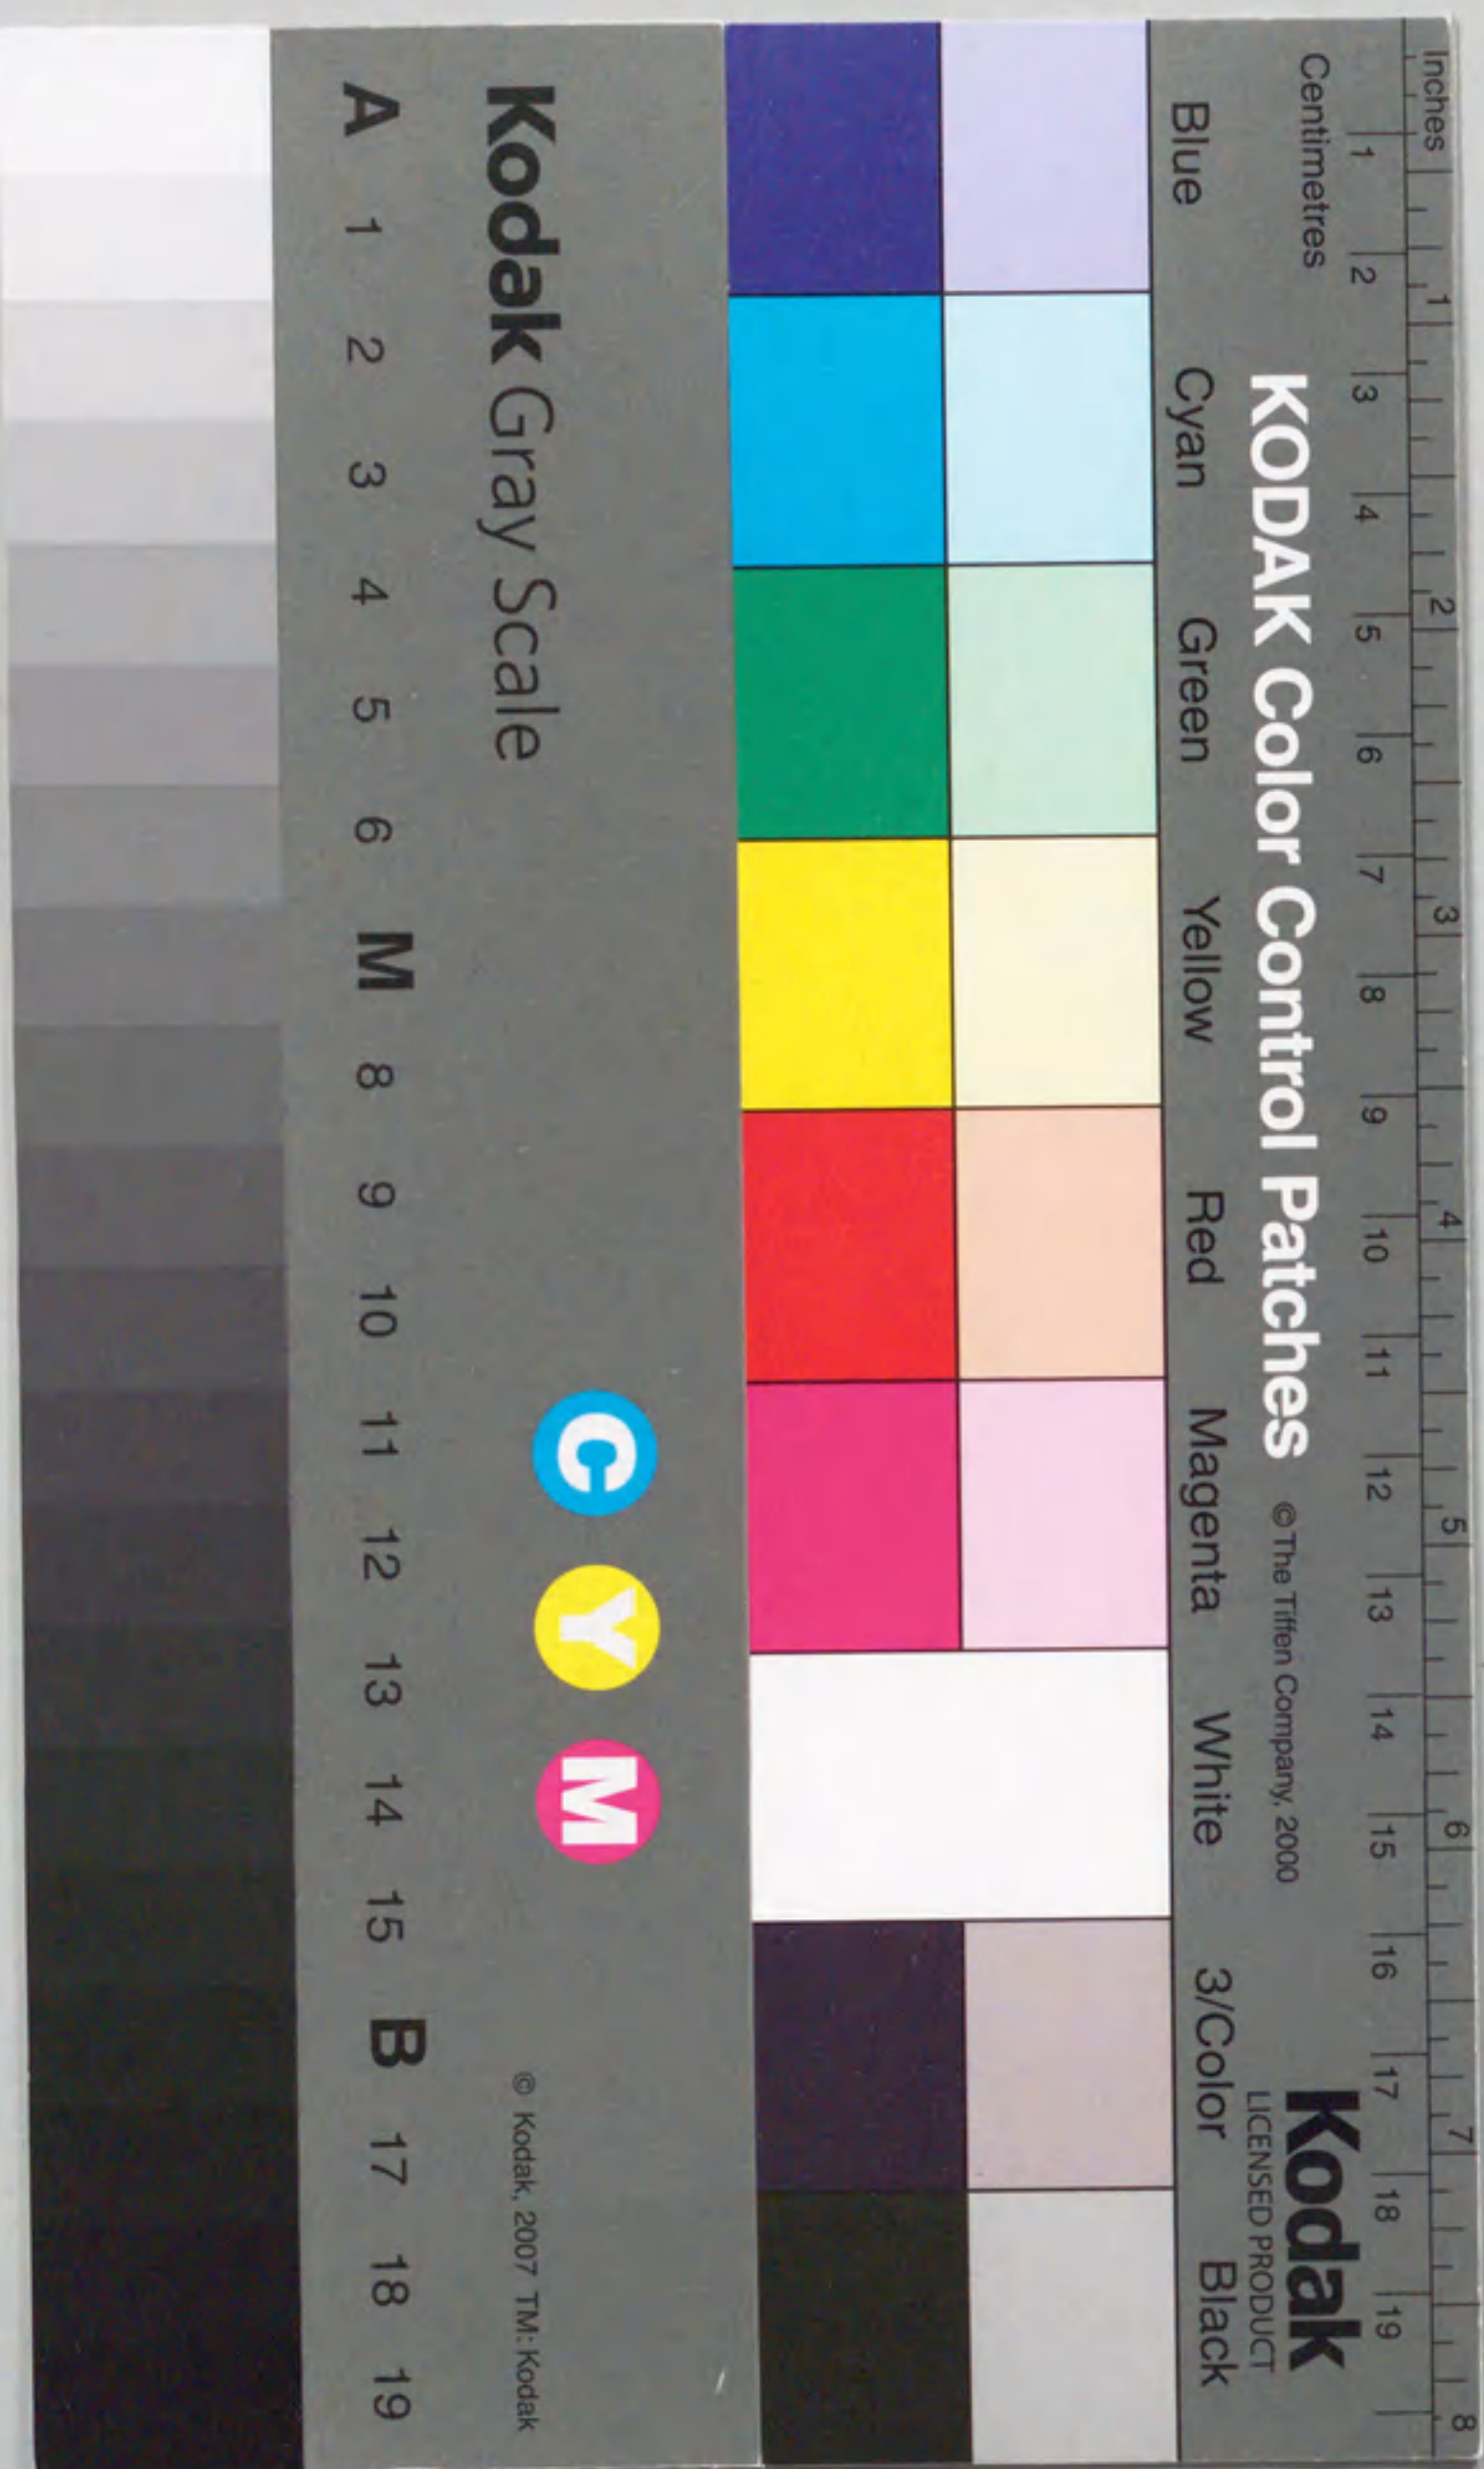 Inches 1 2 3 4 5 6 7 8
Centimetres 1 2 3 4 5 6 7 8 9 10 11 12 13 14 15 16 17 18 19
KODAK Color Control Patches © The Tiffen Company, 2000 Kodak
LICENSED PRODUCT
Blue Cyan Green Yellow Red Magenta White 3/Color Black
Kodak Gray Scale
C Y M
© Kodak, 2007 TM: Kodak
A 1 2 3 4 5 6 M 8 9 10 11 12 13 14 15 B 17 18 19